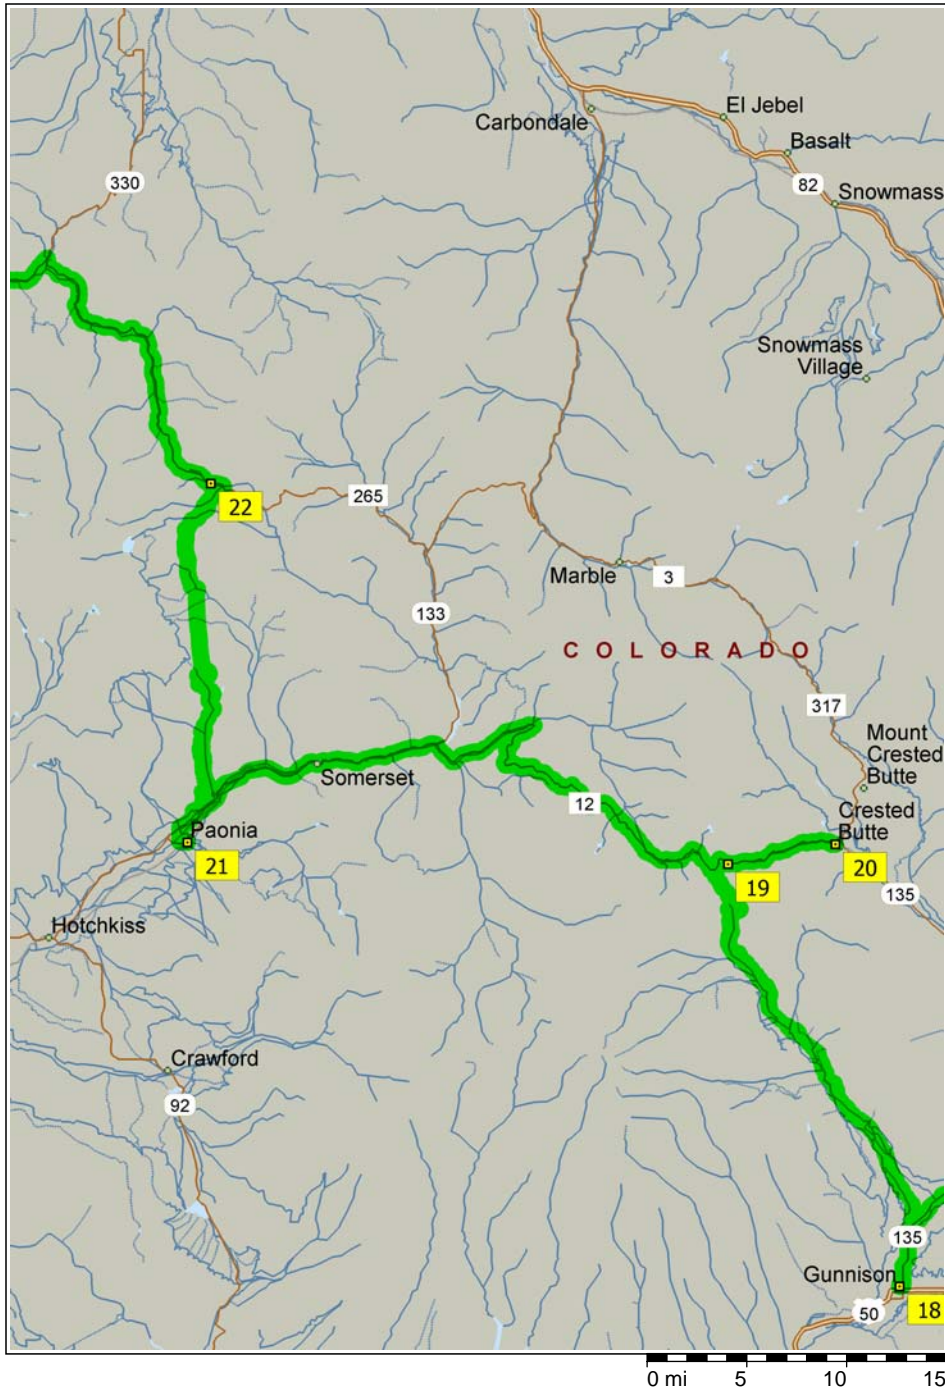 El Jebel
Carbondale
Basalt
330
82
Snowmass
Snowmass
Village
22
265
Marble
3
133
COLORADO
317
Mount
Crested
Butte
Somerset
12
Crested
Butte
Paonia
21
19
20
135
Hotchkiss
Crawford
92
135
Gunnison
50
18
0 mi 5 10 15